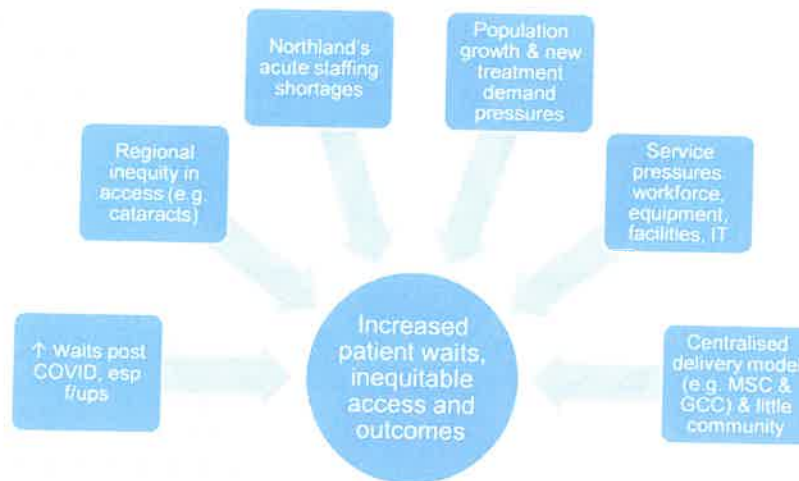 Northland's
acute staffing
shortages
Population
growth & new
treatment
demand
pressures
Regional
inequity in
access (e.g.
cataracts)
Service
pressures:
workforce,
equipment,
facilities, IT
↑ Waits post
COVID, esp
f/ups
Increased
patient waits,
inequitable
access and
outcomes
Centralised
delivery model
(e.g. MSC &
GCC) & little
community